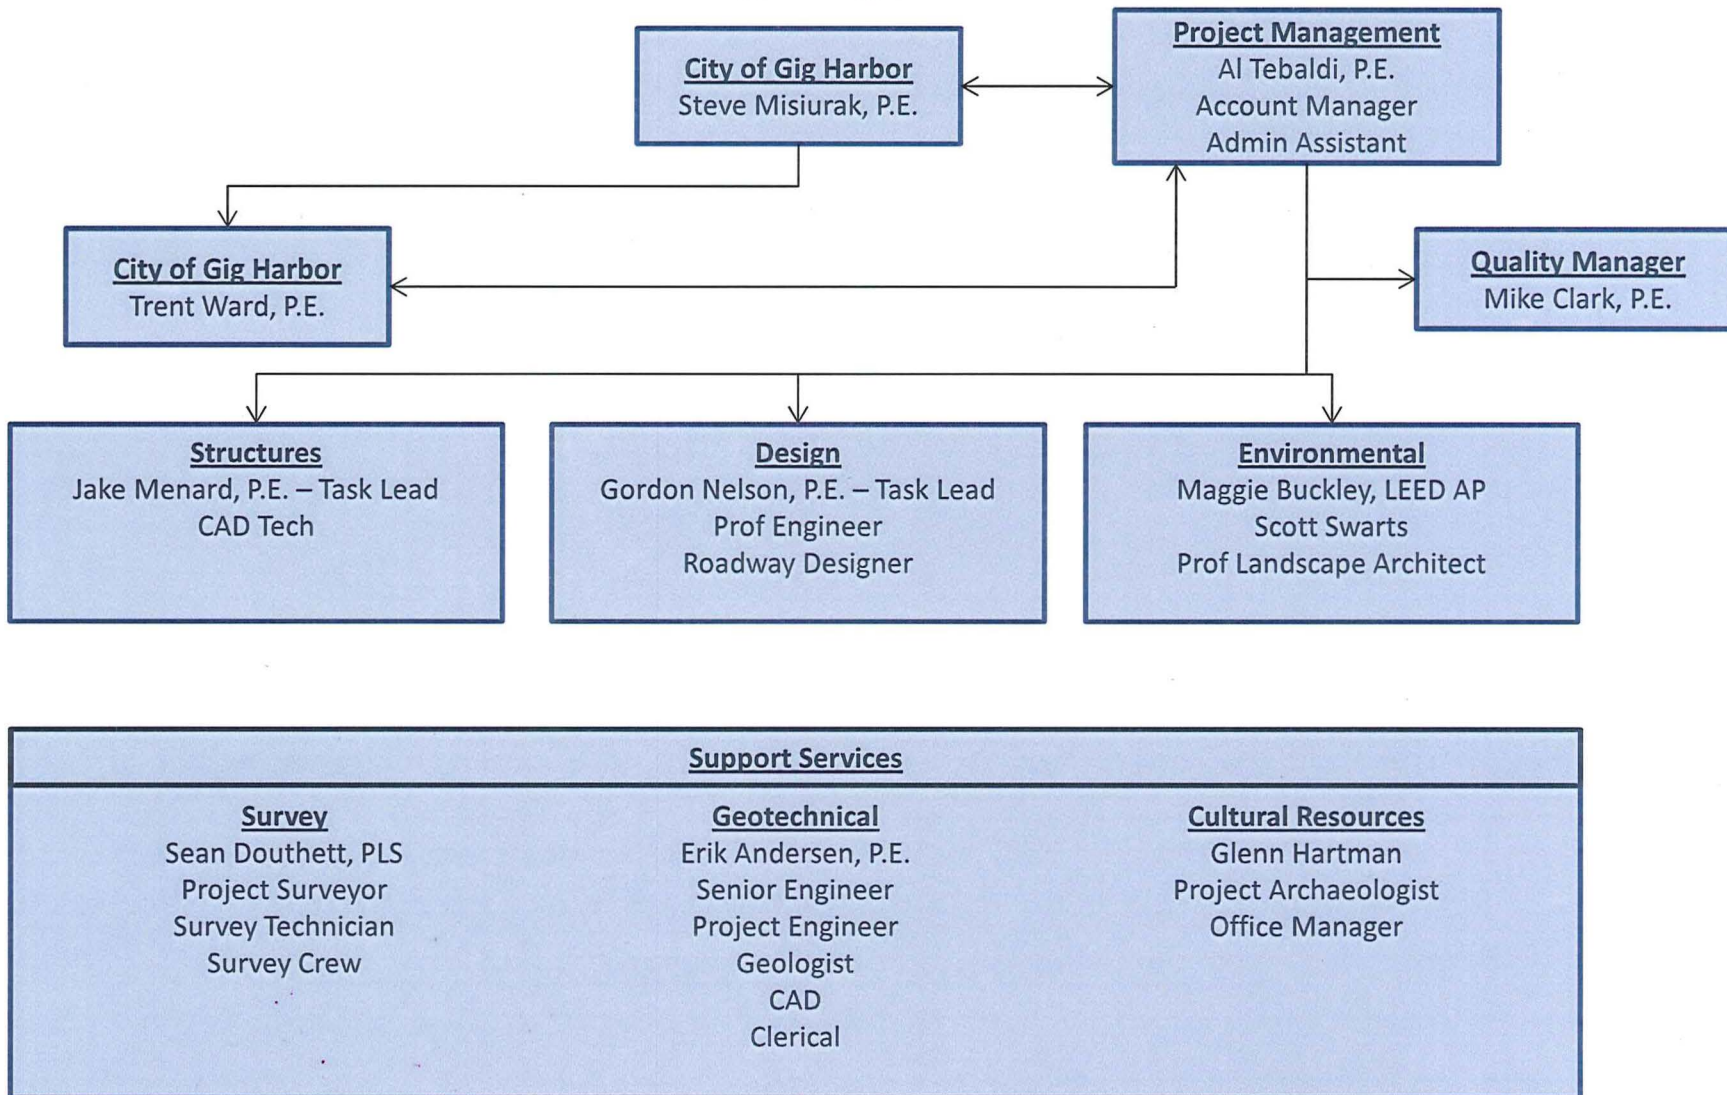 City of Gig Harbor
Steve Misiurak, P.E.
Project Management
Al Tebaldi, P.E.
Account Manager
Admin Assistant
City of Gig Harbor
Trent Ward, P.E.
Quality Manager
Mike Clark, P.E.
Structures
Jake Menard, P.E. – Task Lead
CAD Tech
Design
Gordon Nelson, P.E. – Task Lead
Prof Engineer
Roadway Designer
Environmental
Maggie Buckley, LEED AP
Scott Swarts
Prof Landscape Architect
Support Services
Survey
Sean Douthett, PLS
Project Surveyor
Survey Technician
Survey Crew
Geotechnical
Erik Andersen, P.E.
Senior Engineer
Project Engineer
Geologist
CAD
Clerical
Cultural Resources
Glenn Hartman
Project Archaeologist
Office Manager